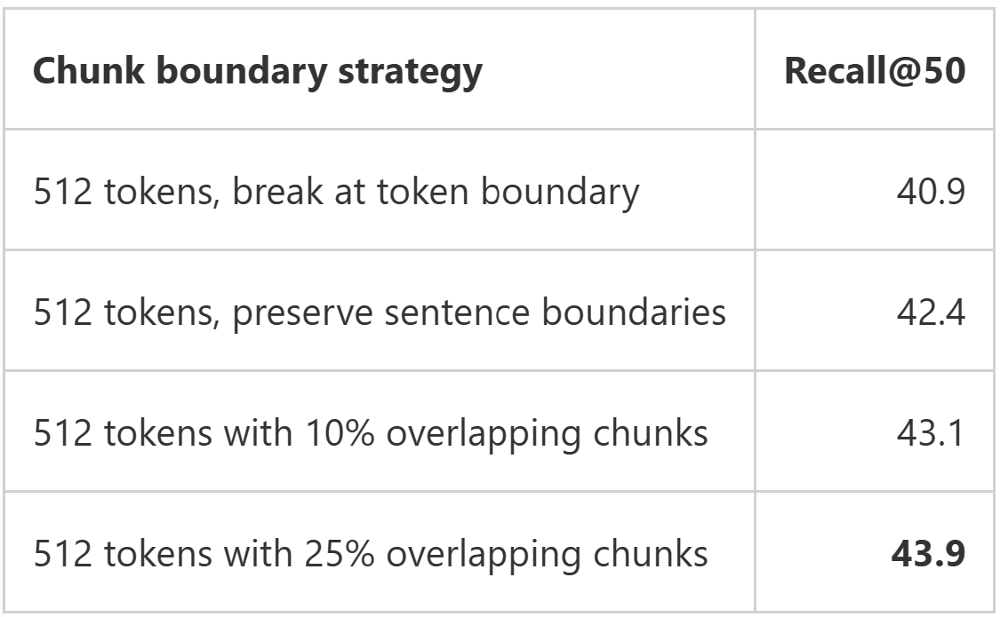 Chunk boundary strategy Recall@50
512 tokens, break at token boundary 40.9
512 tokens, preserve sentence boundaries 42.4
512 tokens with 10% overlapping chunks 43.1
512 tokens with 25% overlapping chunks 43.9